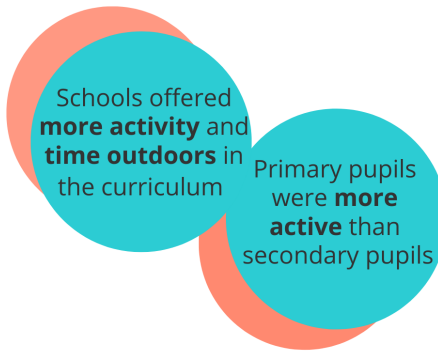 Schools offered
more activity and
time outdoors in
the curriculum
Primary pupils
were more
active than
secondary pupils